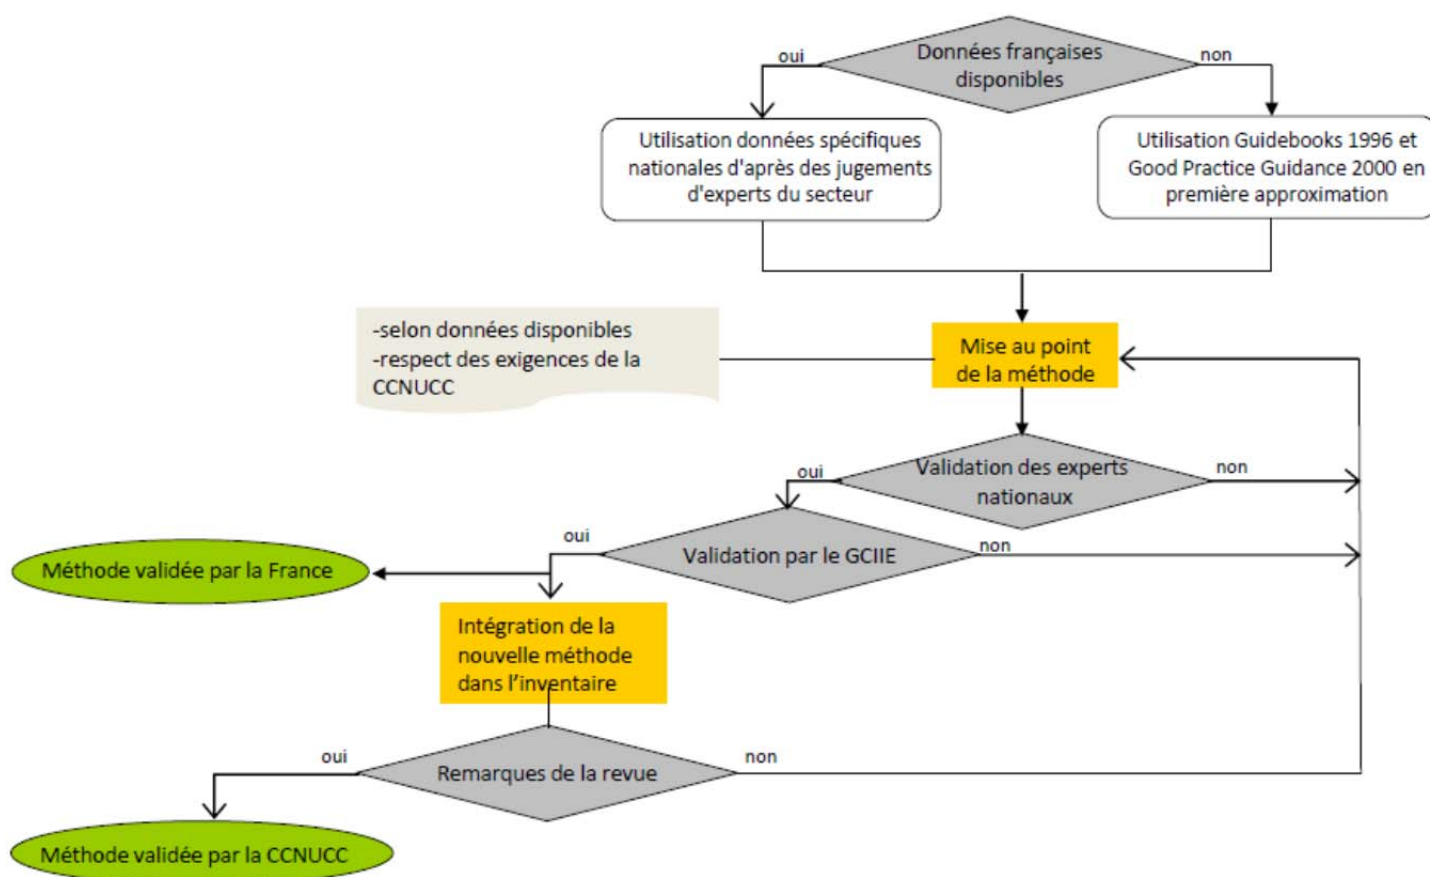 Données françaises
disponibles
oui
non
Utilisation données spécifiques
nationales d'après des jugements
d'experts du secteur
Utilisation Guidebooks 1996 et
Good Practice Guidance 2000 en
première approximation
-selon données disponibles
-respect des exigences de la
CCNUCC
Mise au point
de la méthode
Validation des experts
nationaux
oui
non
Validation par le GCIIE
oui
non
Méthode validée par la France
Intégration de la
nouvelle méthode
dans l'inventaire
Remarques de la revue
oui
non
Méthode validée par la CCNUCC